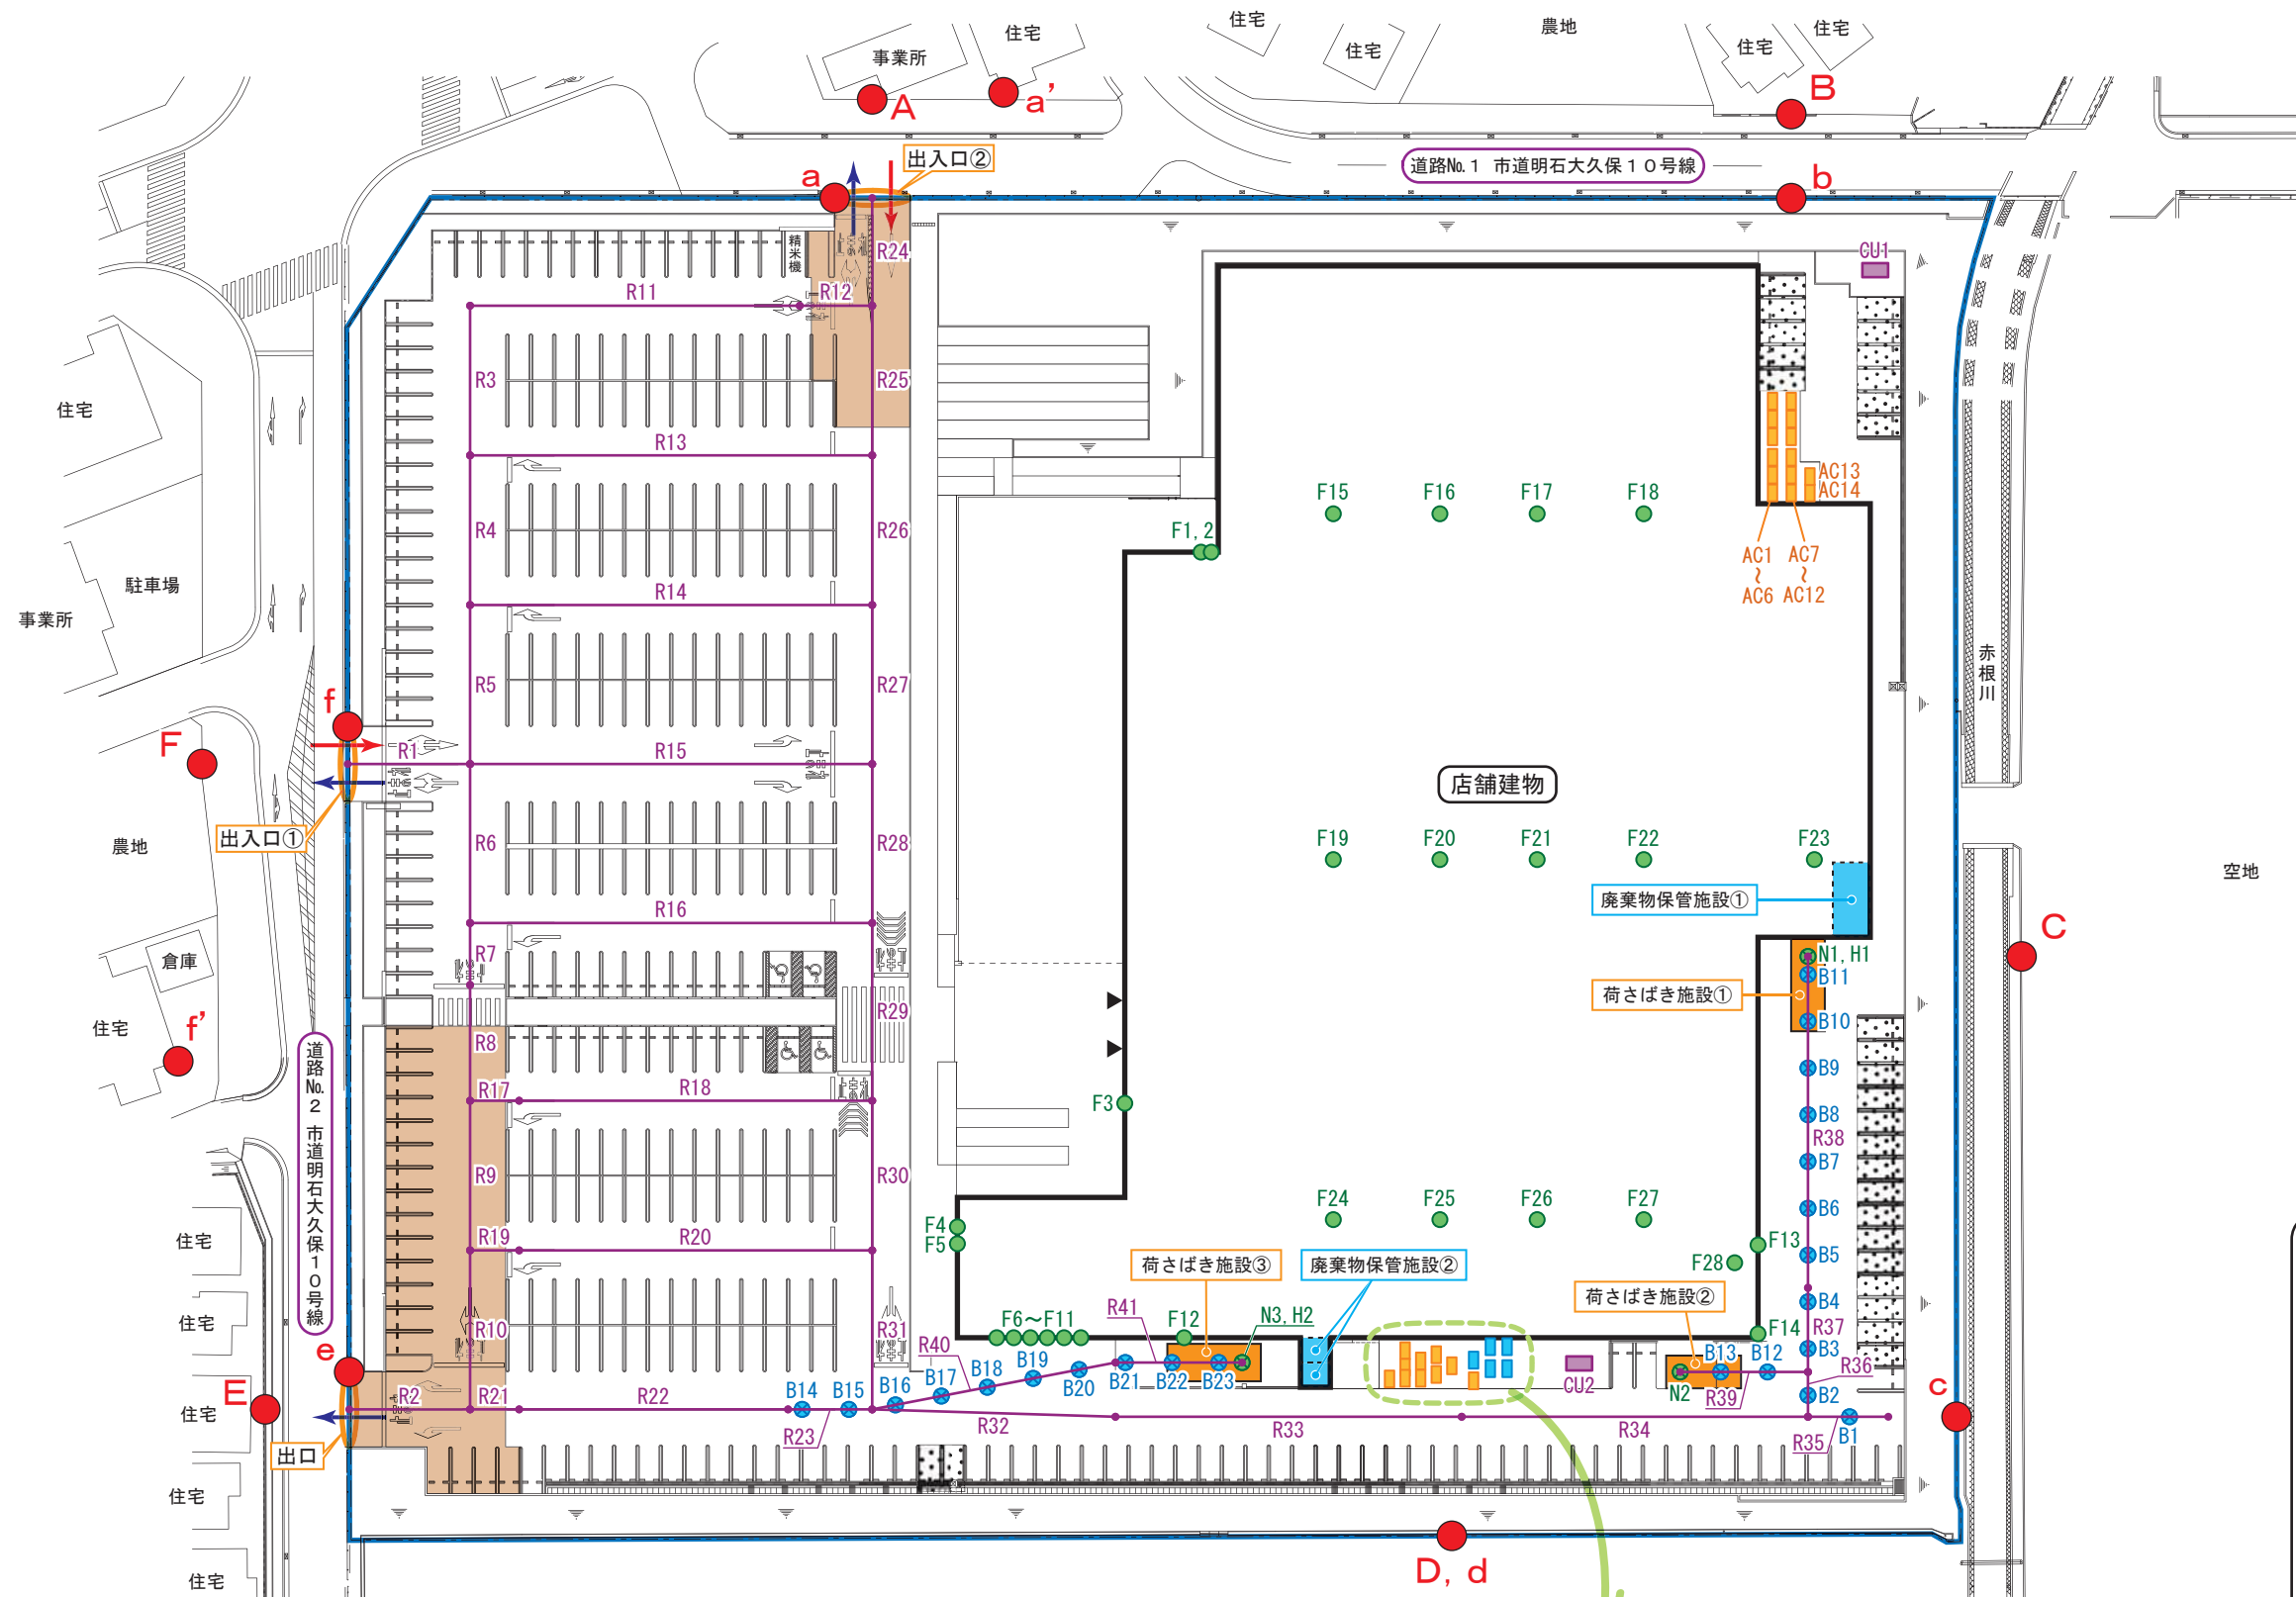 住宅
農地
住宅
住宅
事業所
住宅
住宅
A
a’
B
出入口②
道路No.1 市道明石大久保10号線
a
b
精米機
R24
CU1
R11
R12
R3
R25
住宅
R13
AC13
AC14
F15
F16
F17
F18
R4
R26
F1, 2
AC1
〜
AC6
AC7
〜
AC12
駐車場
事業所
R14
赤根川
R5
R27
f
F
R1
R15
店舗建物
出入口①
農地
R6
R28
F19
F20
F21
F22
F23
空地
廃棄物保管施設①
R16
C
R7
倉庫
N1, H1
B11
荷さばき施設①
R29
B10
住宅
f’
R8
道路No.2 市道明石大久保10号線
B9
R17
R18
F3
B8
R38
B7
R9
R30
F24
F25
F26
F27
B6
F4
F5
住宅
R19
R20
F13
B5
荷さばき施設③
廃棄物保管施設②
F28
荷さばき施設②
B4
住宅
R10
R31
F6〜F11
R41
F12
N3, H2
F14
R37
R40
e
B3
B18
B19
B20
B21
B22
B23
B13
B12
R36
CU2
N2
R39
B2
c
E
住宅
R2
R21
R22
B14
B15
B16
B17
R23
R32
R33
R34
R35
B1
出口
住宅
D, d
住宅